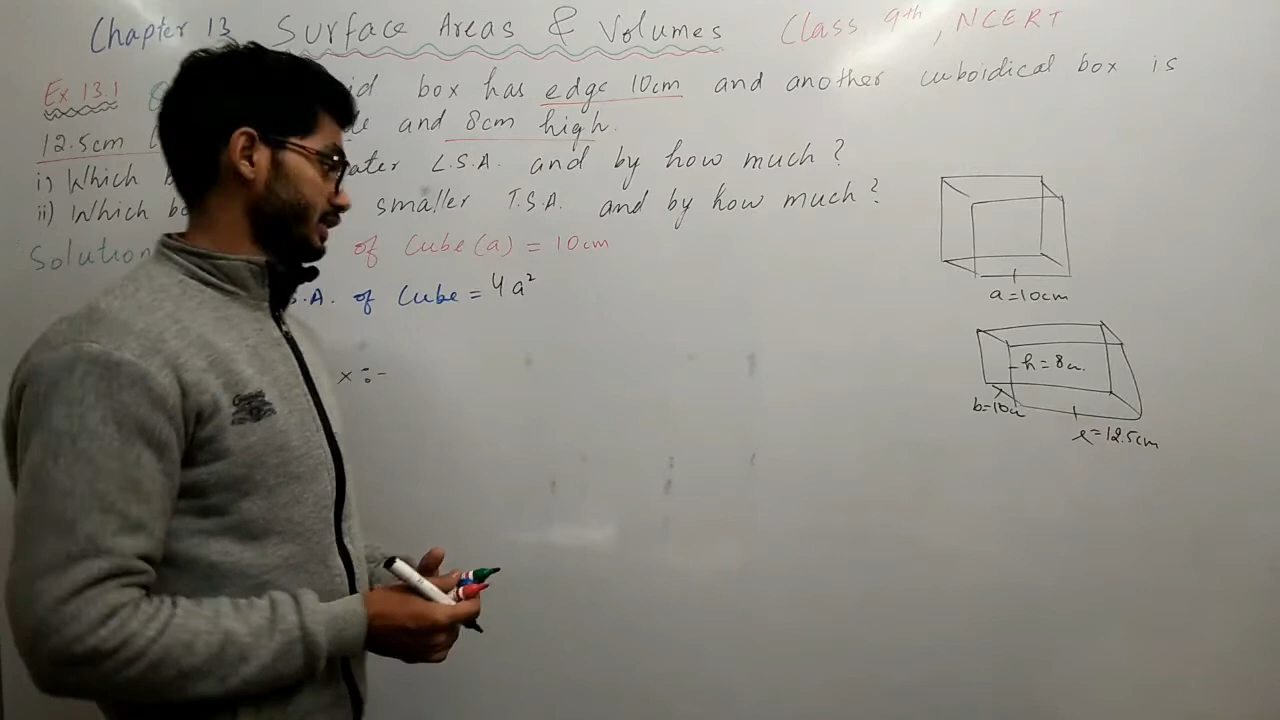 Chapter 13 Surface Areas & Volumes Class 9th, NCERT
Ex 13.1 box has edge 10cm and another cuboidical box is
12.5cm and 8cm high.
i) Which L.S.A. and by how much?
ii) Which smaller T.S.A. and by how much?
Solution of Cube (a) = 10cm
S.A. of Cube = 4a²
x :-
a=10cm
h=8cm
b=10cm
l=12.5cm